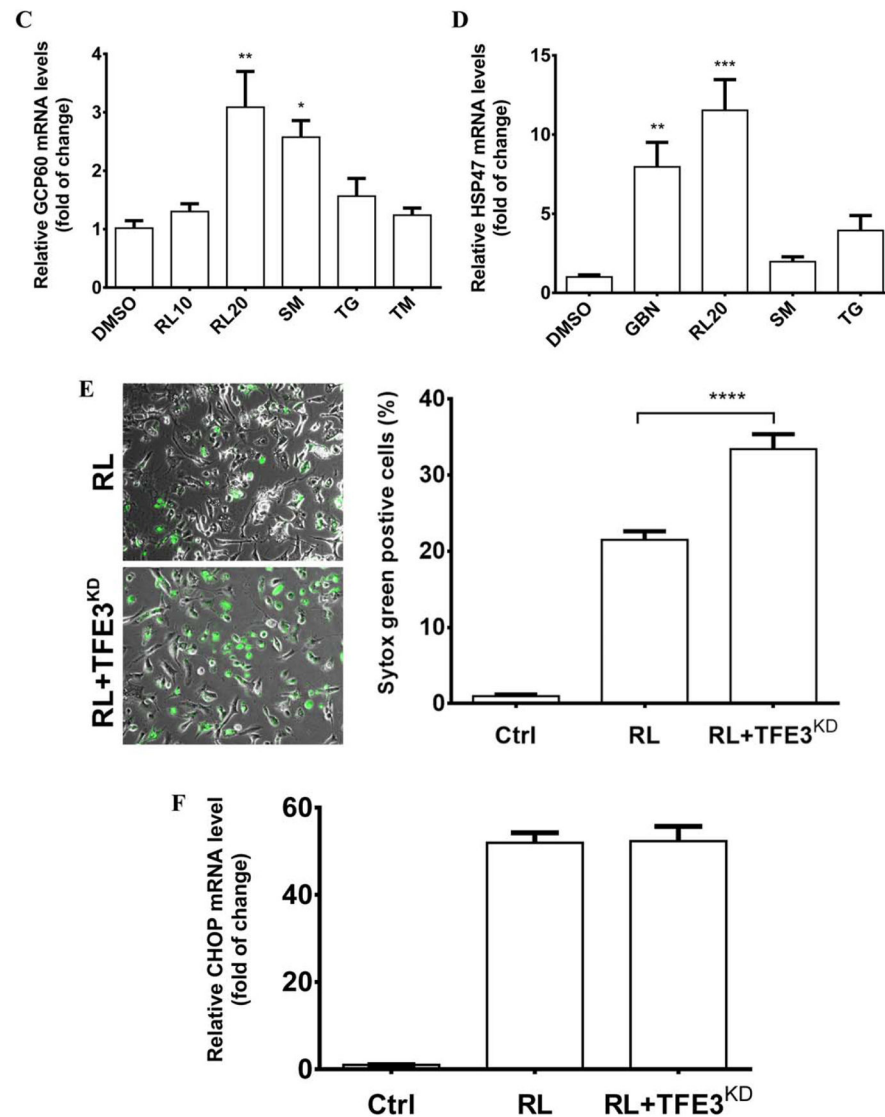 C
Relative GCP60 mRNA levels
(fold of change)
4
3
2
1
0
**
*
DMSO
RL10
RL20
SM
TG
TM
D
Relative HSP47 mRNA levels
(fold of change)
15
10
5
0
**
***
DMSO
GBN
RL20
SM
TG
E
RL
RL+TFE3KD
Sytox green postive cells (%)
40
30
20
10
0
****
Ctrl
RL
RL+TFE3KD
F
Relative CHOP mRNA level
(fold of change)
60
40
20
0
Ctrl
RL
RL+TFE3KD